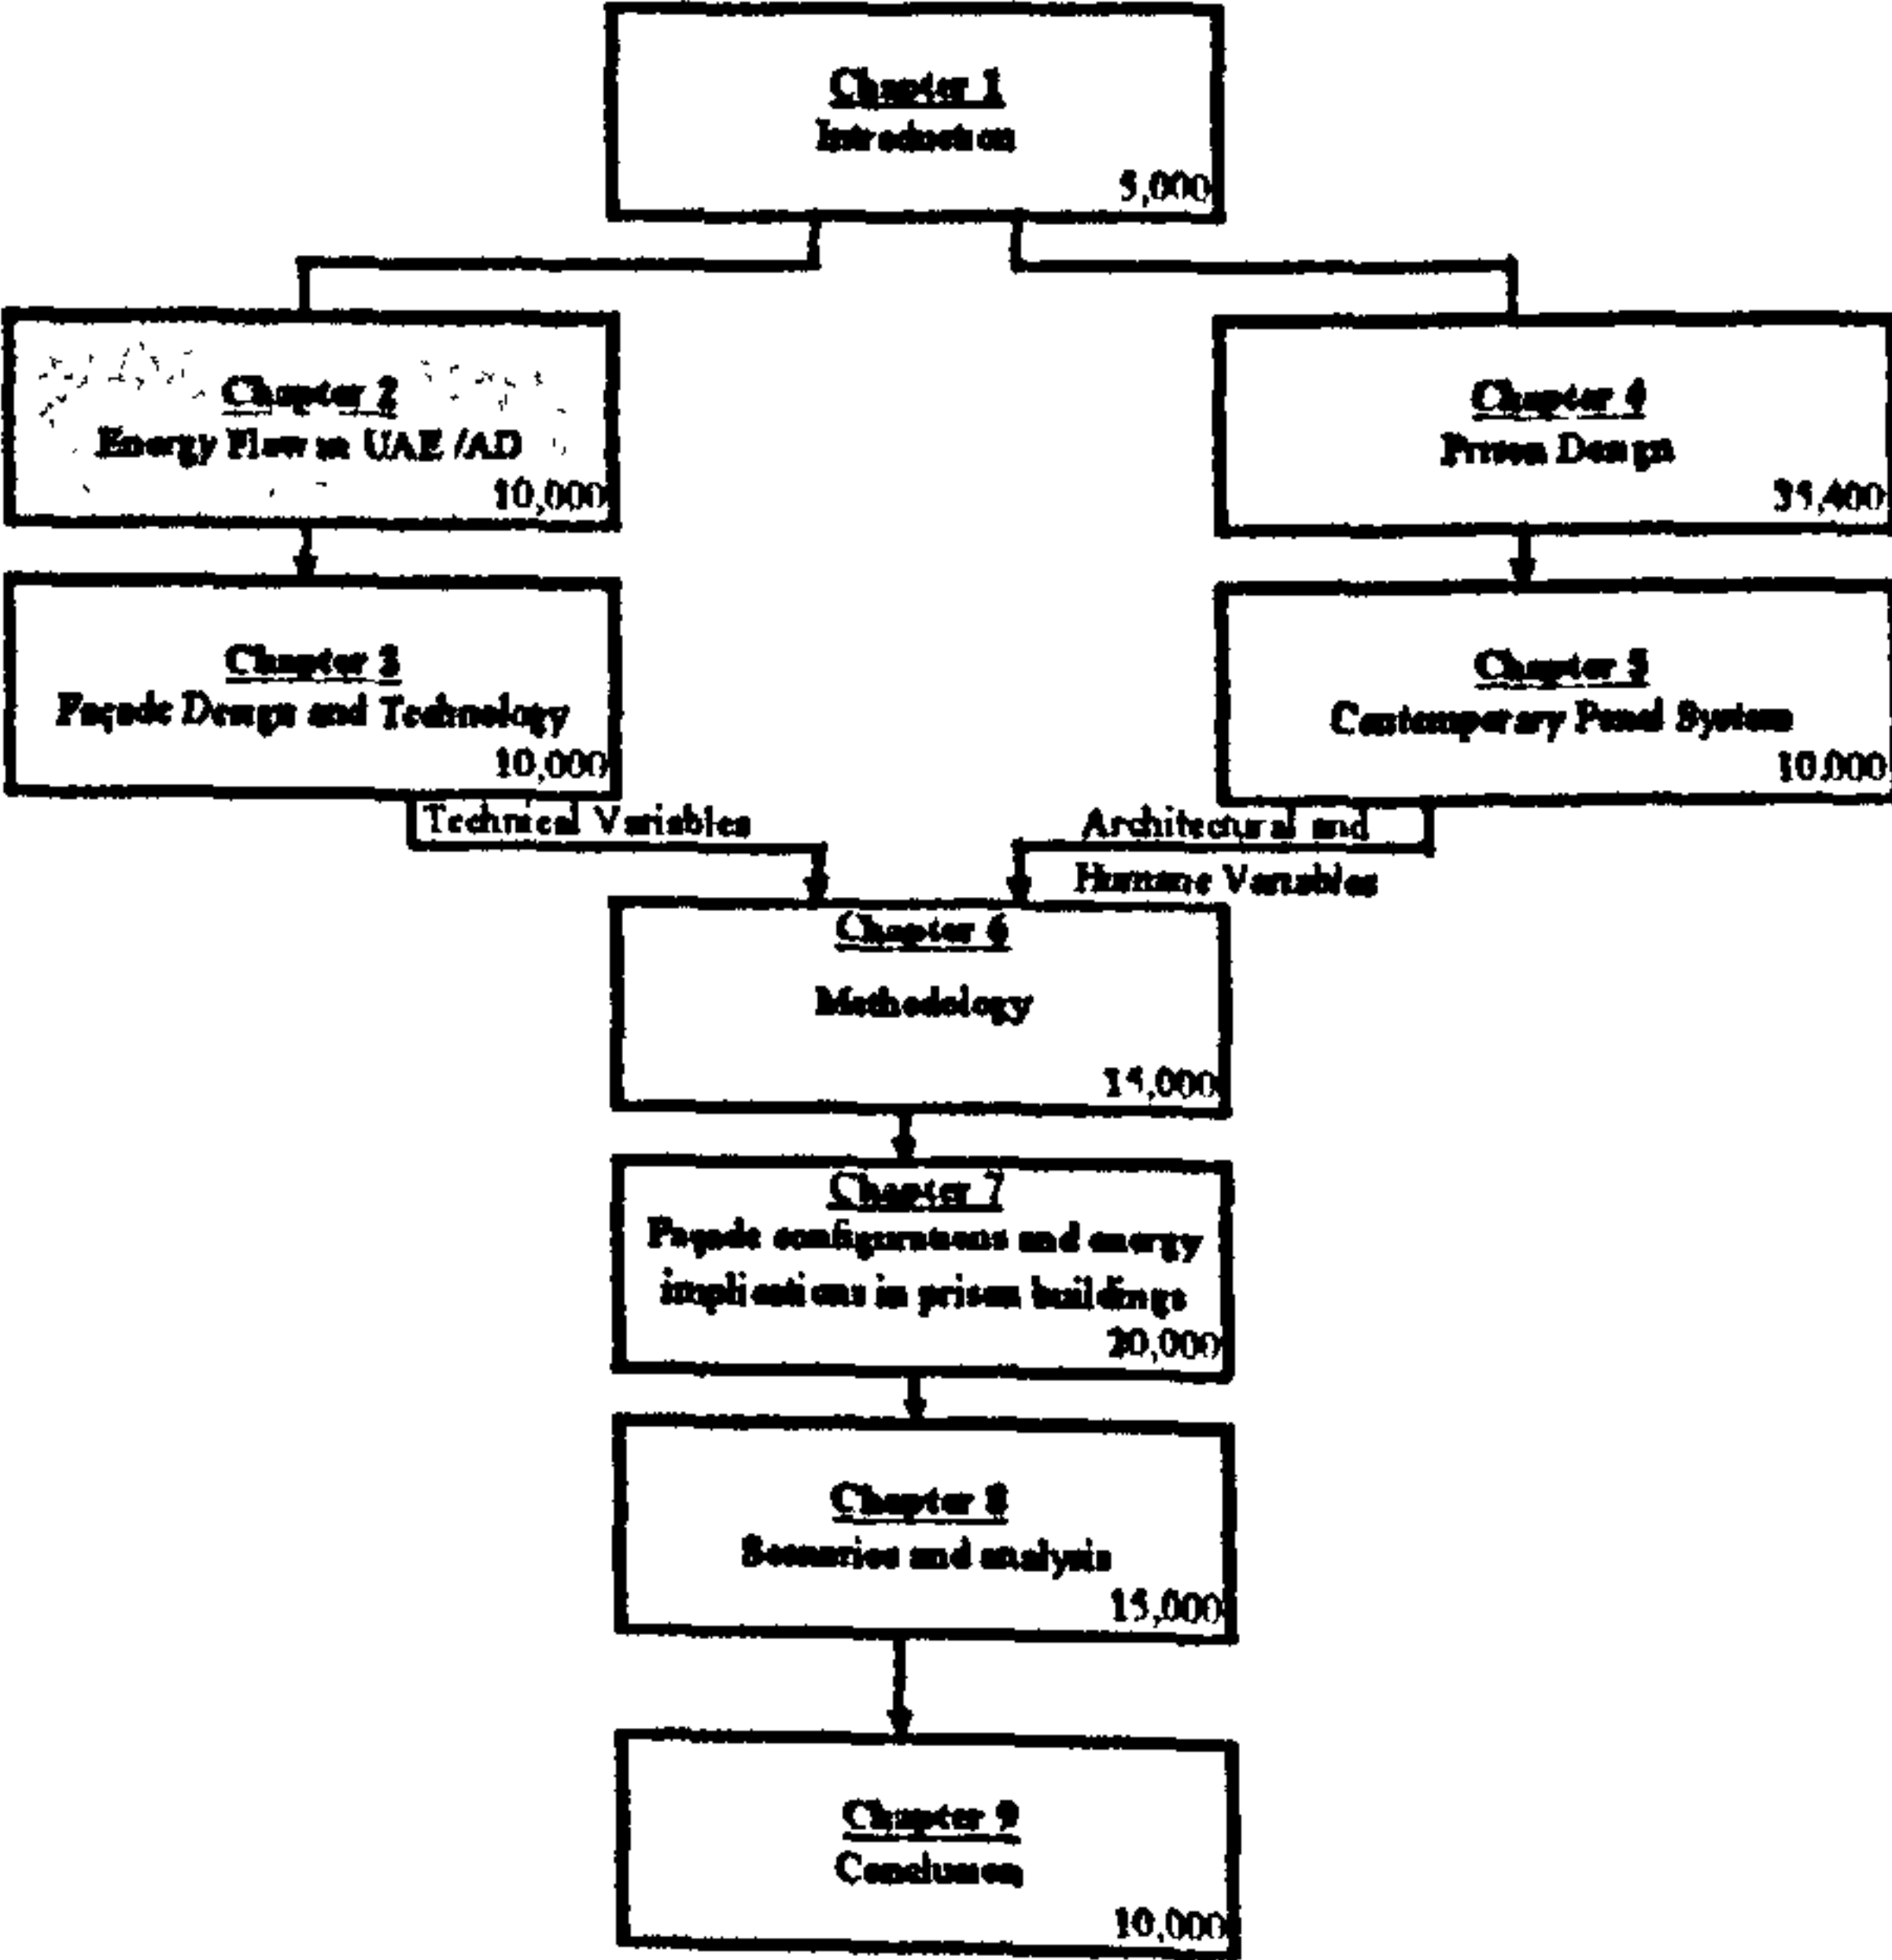 Chapter 1
Introduction
5,000
Chapter 2
Energy Flow in UAE/AD
10,000
Chapter 4
Prison Design
Chapter 3
Façade Design and Technology
10,000
Chapter 5
Contemporary Penal System
10,000
Technical Variables
Architectural and
Humane Variables
Chapter 6
Methodology
15,000
Chapter 7
Façade configurations and energy
implications in prison buildings
20,000
Chapter 8
Scenarios and analysis
15,000
Chapter 9
Conclusion
10,000